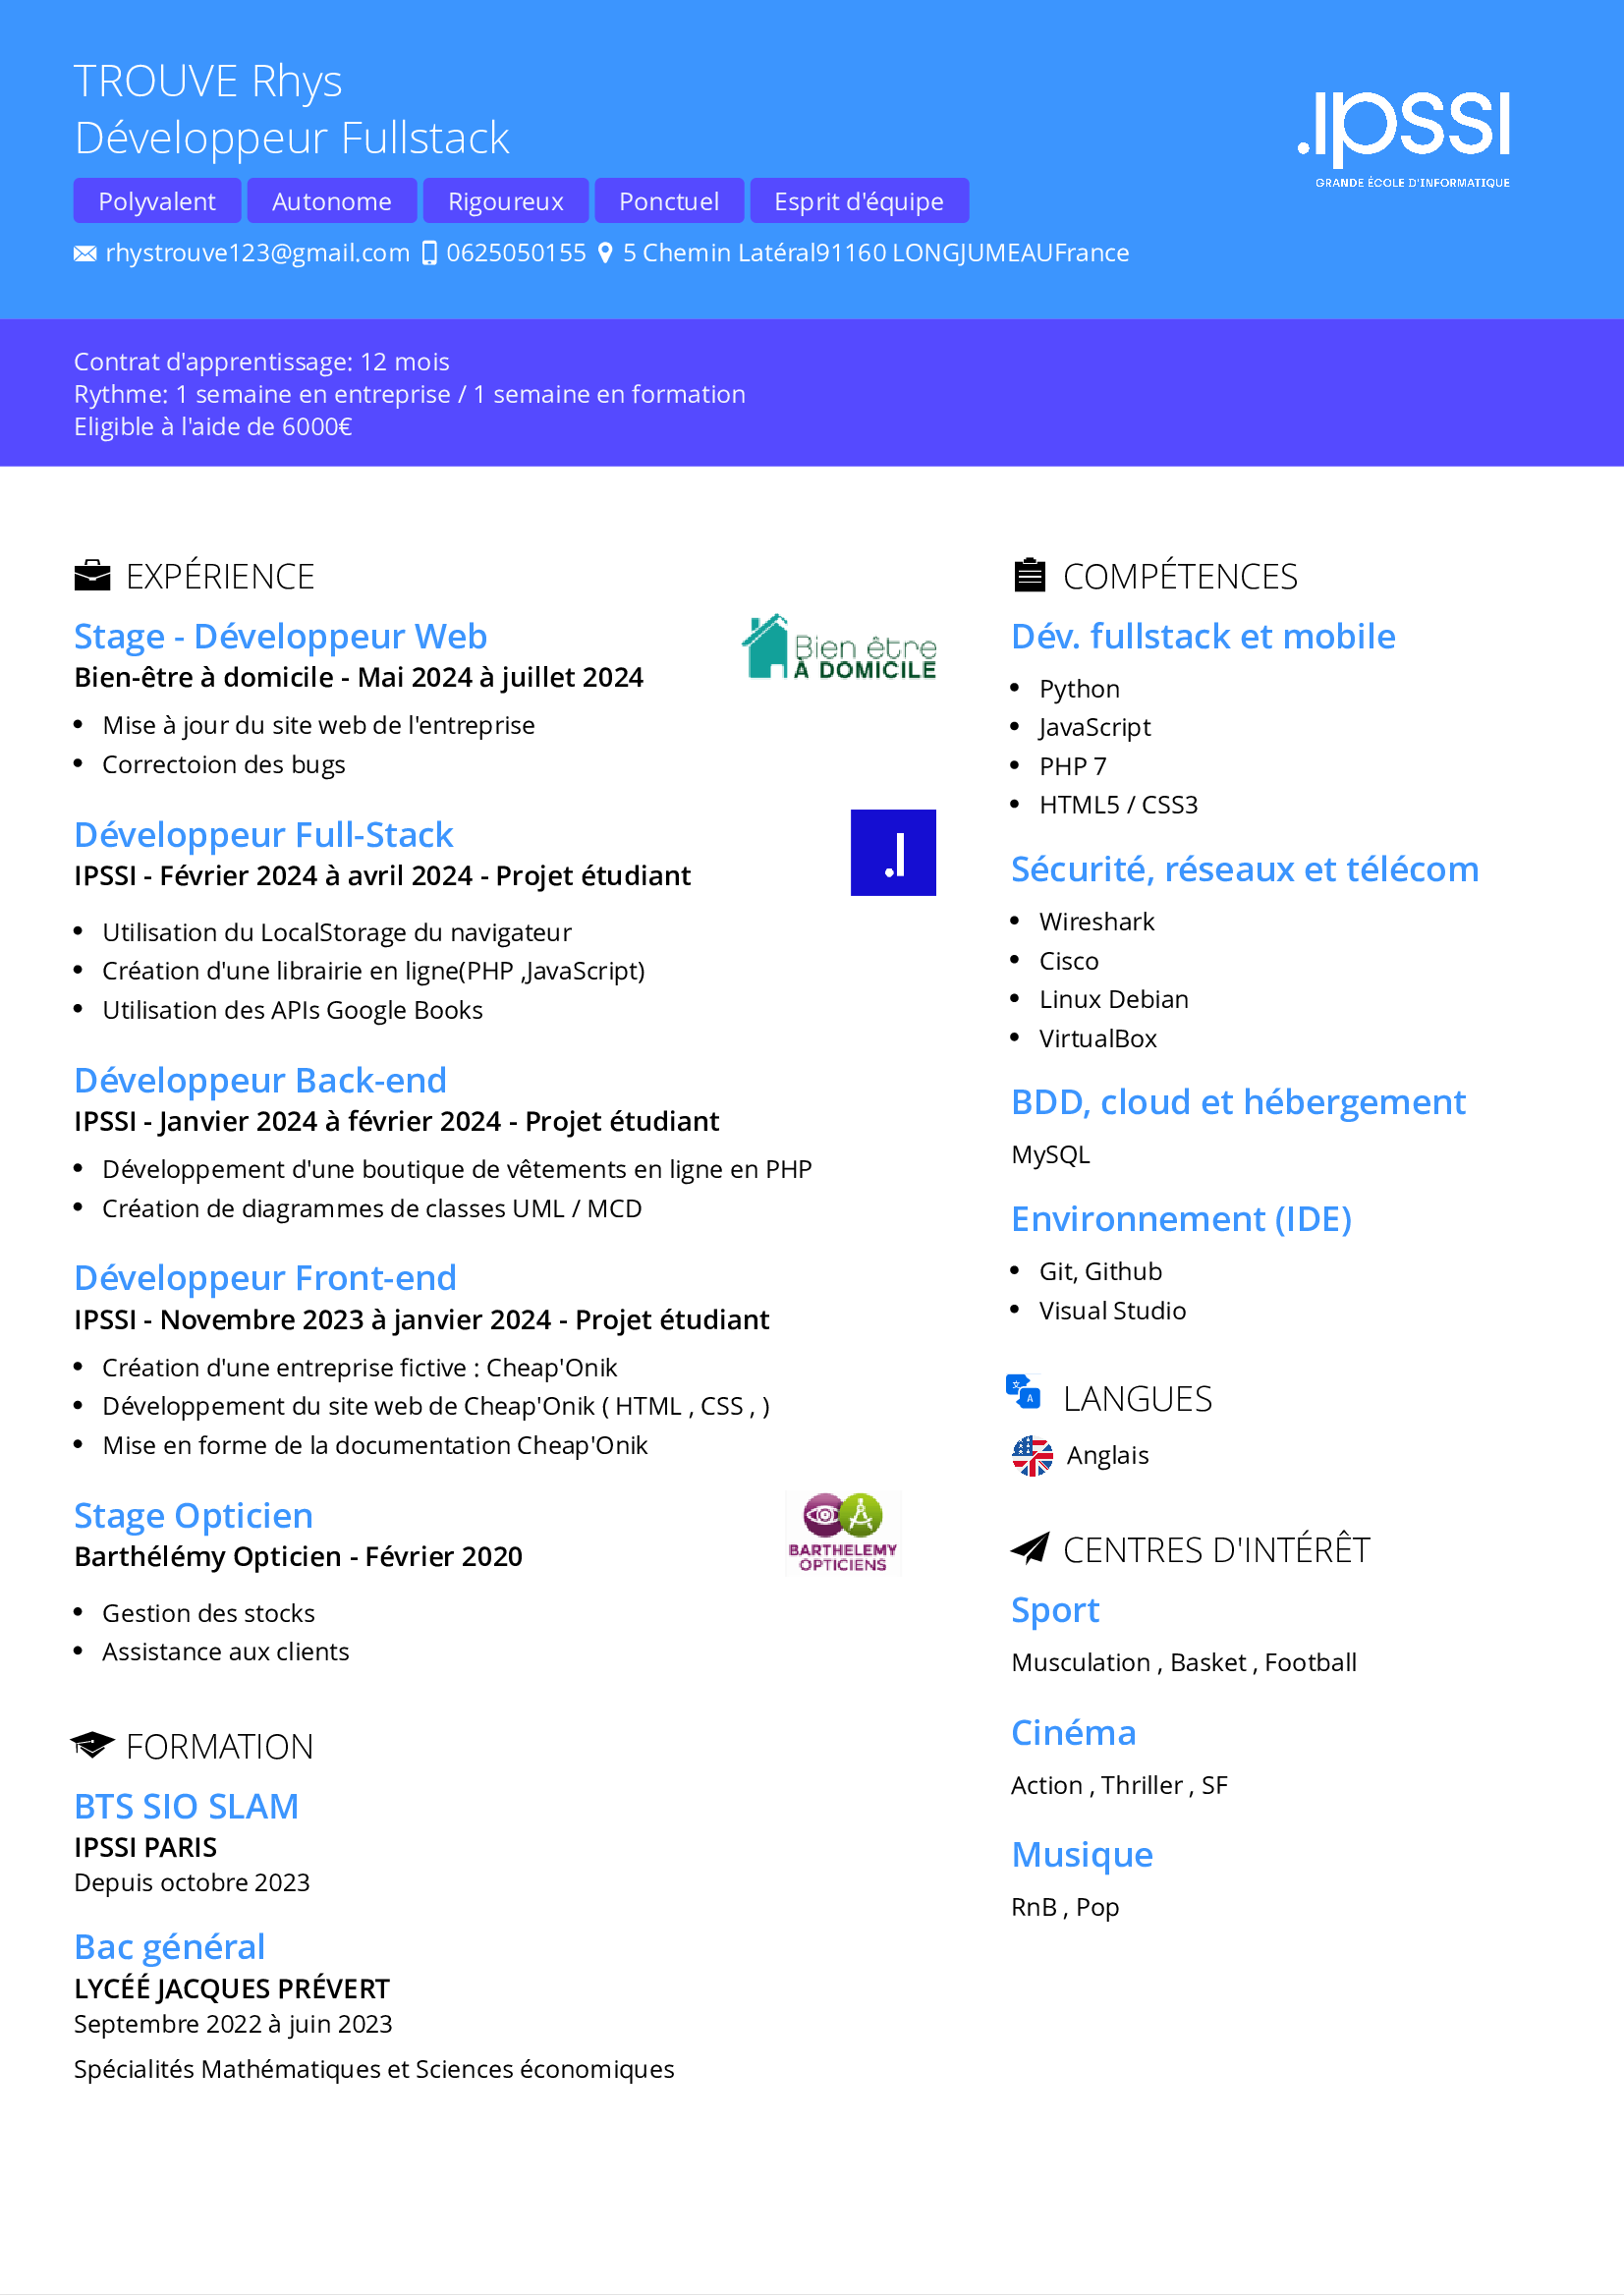 TROUVE Rhys
Développeur Fullstack
.IPSSI
GRANDE ÉCOLE D'INFORMATIQUE
Polyvalent Autonome Rigoureux Ponctuel Esprit d'équipe
rhystrouve123@gmail.com 0625050155 5 Chemin Latéral91160 LONGJUMEAUFrance
Contrat d'apprentissage: 12 mois
Rythme: 1 semaine en entreprise / 1 semaine en formation
Eligible à l'aide de 6000€
EXPÉRIENCE
Stage - Développeur Web
Bien-être à domicile - Mai 2024 à juillet 2024
Bien être
À DOMICILE
• Mise à jour du site web de l'entreprise
• Correctoion des bugs
Développeur Full-Stack
IPSSI - Février 2024 à avril 2024 - Projet étudiant
.I
• Utilisation du LocalStorage du navigateur
• Création d'une librairie en ligne(PHP ,JavaScript)
• Utilisation des APIs Google Books
Développeur Back-end
IPSSI - Janvier 2024 à février 2024 - Projet étudiant
• Développement d'une boutique de vêtements en ligne en PHP
• Création de diagrammes de classes UML / MCD
Développeur Front-end
IPSSI - Novembre 2023 à janvier 2024 - Projet étudiant
• Création d'une entreprise fictive : Cheap'Onik
• Développement du site web de Cheap'Onik ( HTML , CSS , )
• Mise en forme de la documentation Cheap'Onik
Stage Opticien
Barthélémy Opticien - Février 2020
BARTHELEMY
OPTICIENS
• Gestion des stocks
• Assistance aux clients
FORMATION
BTS SIO SLAM
IPSSI PARIS
Depuis octobre 2023
Bac général
LYCÉÉ JACQUES PRÉVERT
Septembre 2022 à juin 2023
Spécialités Mathématiques et Sciences économiques
COMPÉTENCES
Dév. fullstack et mobile
• Python
• JavaScript
• PHP 7
• HTML5 / CSS3
Sécurité, réseaux et télécom
• Wireshark
• Cisco
• Linux Debian
• VirtualBox
BDD, cloud et hébergement
MySQL
Environnement (IDE)
• Git, Github
• Visual Studio
LANGUES
Anglais
CENTRES D'INTÉRÊT
Sport
Musculation , Basket , Football
Cinéma
Action , Thriller , SF
Musique
RnB , Pop